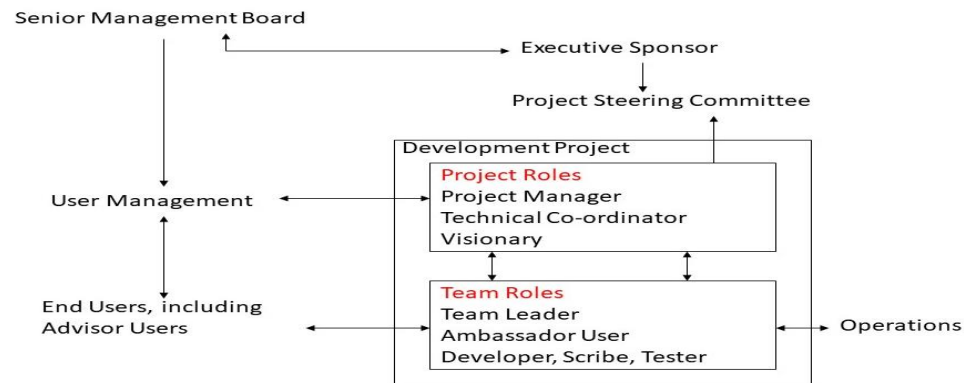 Senior Management Board
Executive Sponsor
Project Steering Committee
Development Project
Project Roles
Project Manager
Technical Co-ordinator
Visionary
User Management
Team Roles
Team Leader
Ambassador User
Developer, Scribe, Tester
End Users, including
Advisor Users
Operations